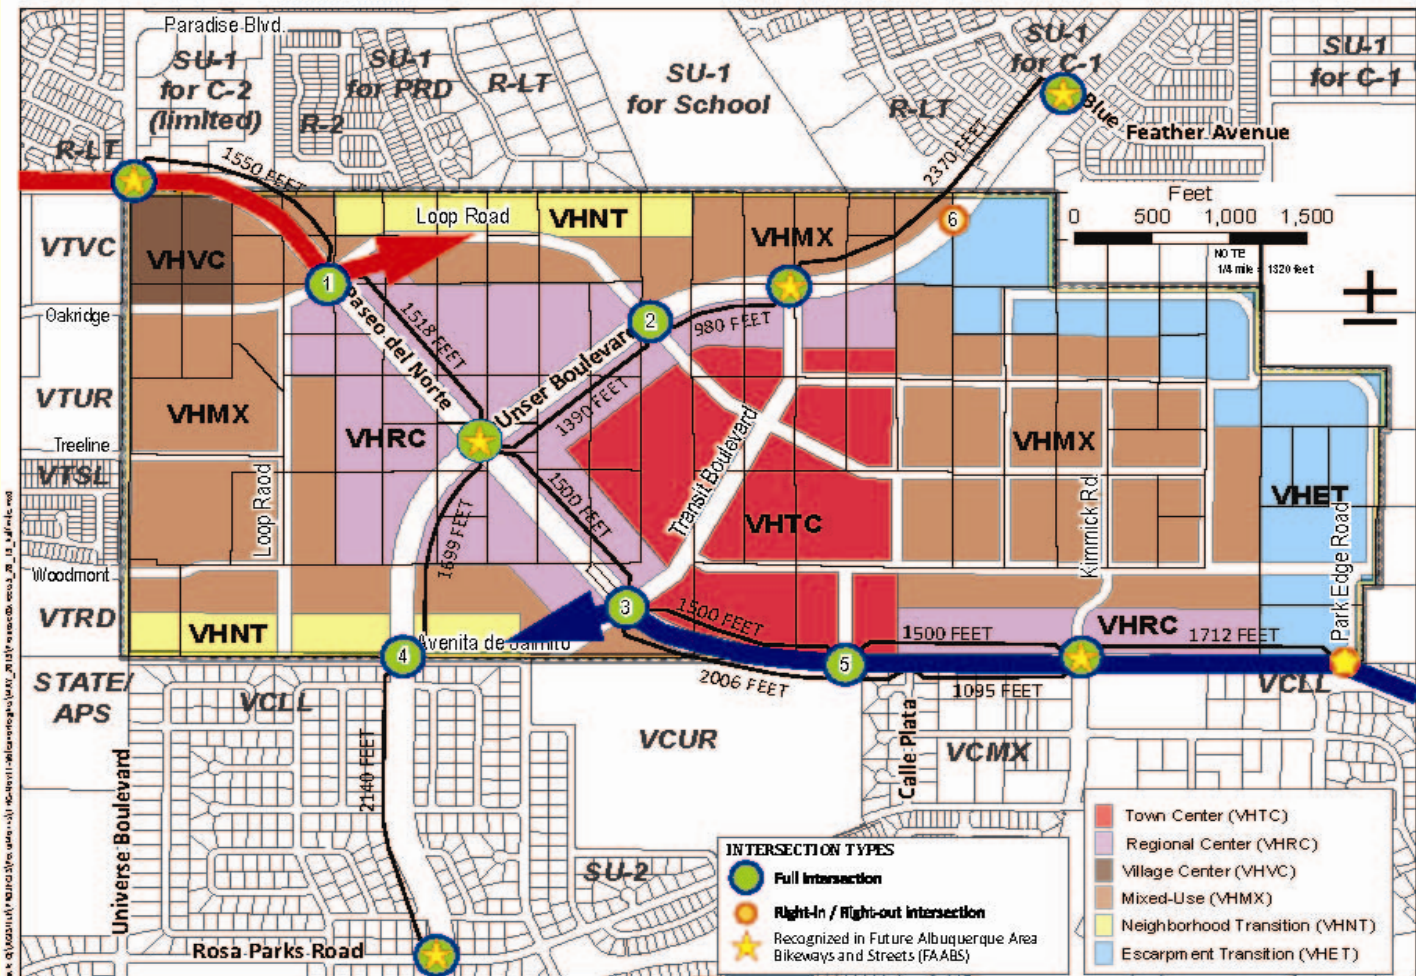 Paradise Blvd.
SU-1
for C-2
(limited)
SU-1
for PRD
R-2
R-LT
SU-1
for School
R-LT
SU-1
for C-1
SU-1
for C-1
R-LT
1550 FEET
2370 FEET
Blue
Feather Avenue
Feet
0 500 1,000 1,500
NOTE
1/4 mile = 1320 feet
VTVC
VHVC
Loop Road
VHNT
VHMX
6
1
2
Oakridge
Paseo del Norte
1518 FEET
Unser Boulevard
980 FEET
1390 FEET
VTUR
VHMX
VHRC
VHMX
Treeline
VTSL
Loop Raod
1699 FEET
1500 FEET
Transit Boulevard
VHTC
Kimmick Rd.
VHET
Park Edge Road
Woodmont
VTRD
VHNT
3
1500 FEET
1500 FEET
VHRC
1712 FEET
4
Avenita de Jaimito
5
2006 FEET
1095 FEET
STATE/
APS
VCLL
VCUR
Calle Plata
VCMX
VCLL
2140 FEET
Universe Boulevard
SU-2
Rosa Parks Road
INTERSECTION TYPES
Full Intersection
Right-in / Right-out intersection
Recognized in Future Albuquerque Area
Bikeways and Streets (FAABS)
Town Center (VHTC)
Regional Center (VHRC)
Village Center (VHVC)
Mixed-Use (VHMX)
Neighborhood Transition (VHNT)
Escarpment Transition (VHET)